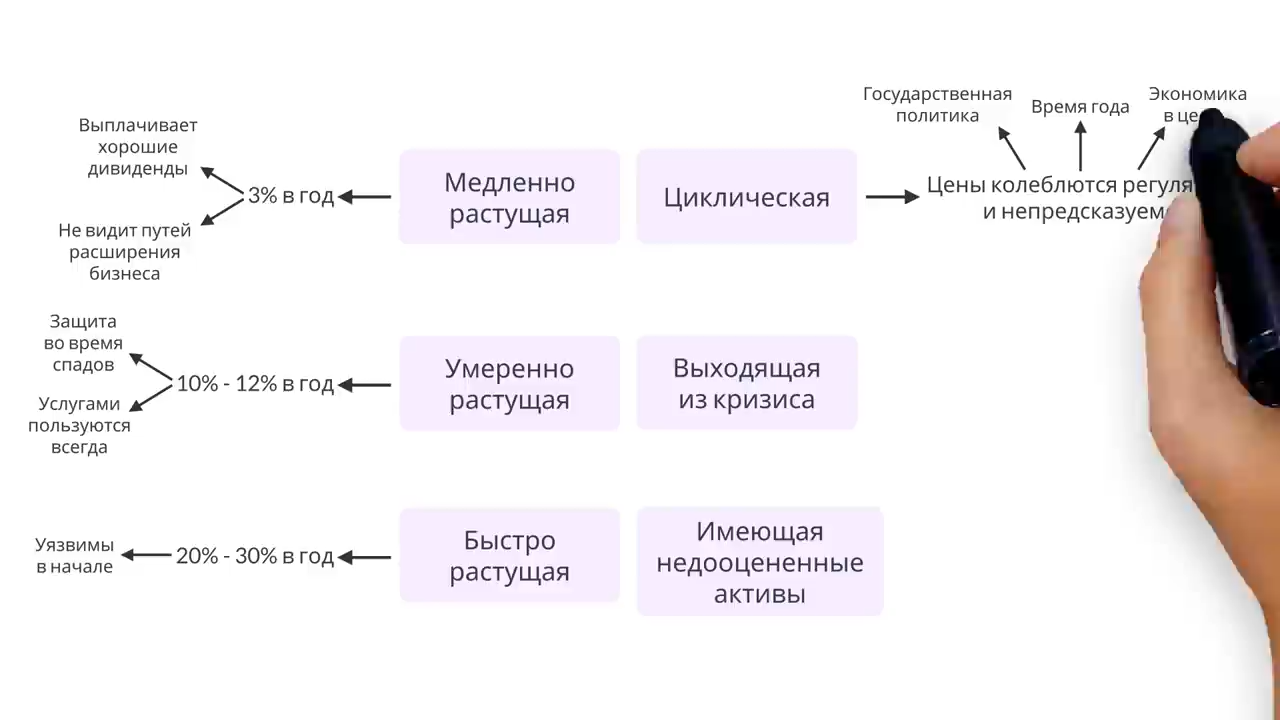 Выплачивает
хорошие
дивиденды
Не видит путей
расширения
бизнеса
3% в год
Медленно
растущая
Циклическая
Государственная
политика
Время года
Экономика
в
Цены колеблются
и
Защита
во время
спадов
Услугами
пользуются
всегда
10% - 12% в год
Умеренно
растущая
Выходящая
из кризиса
Уязвимы
в начале
20% - 30% в год
Быстро
растущая
Имеющая
недооцененные
активы